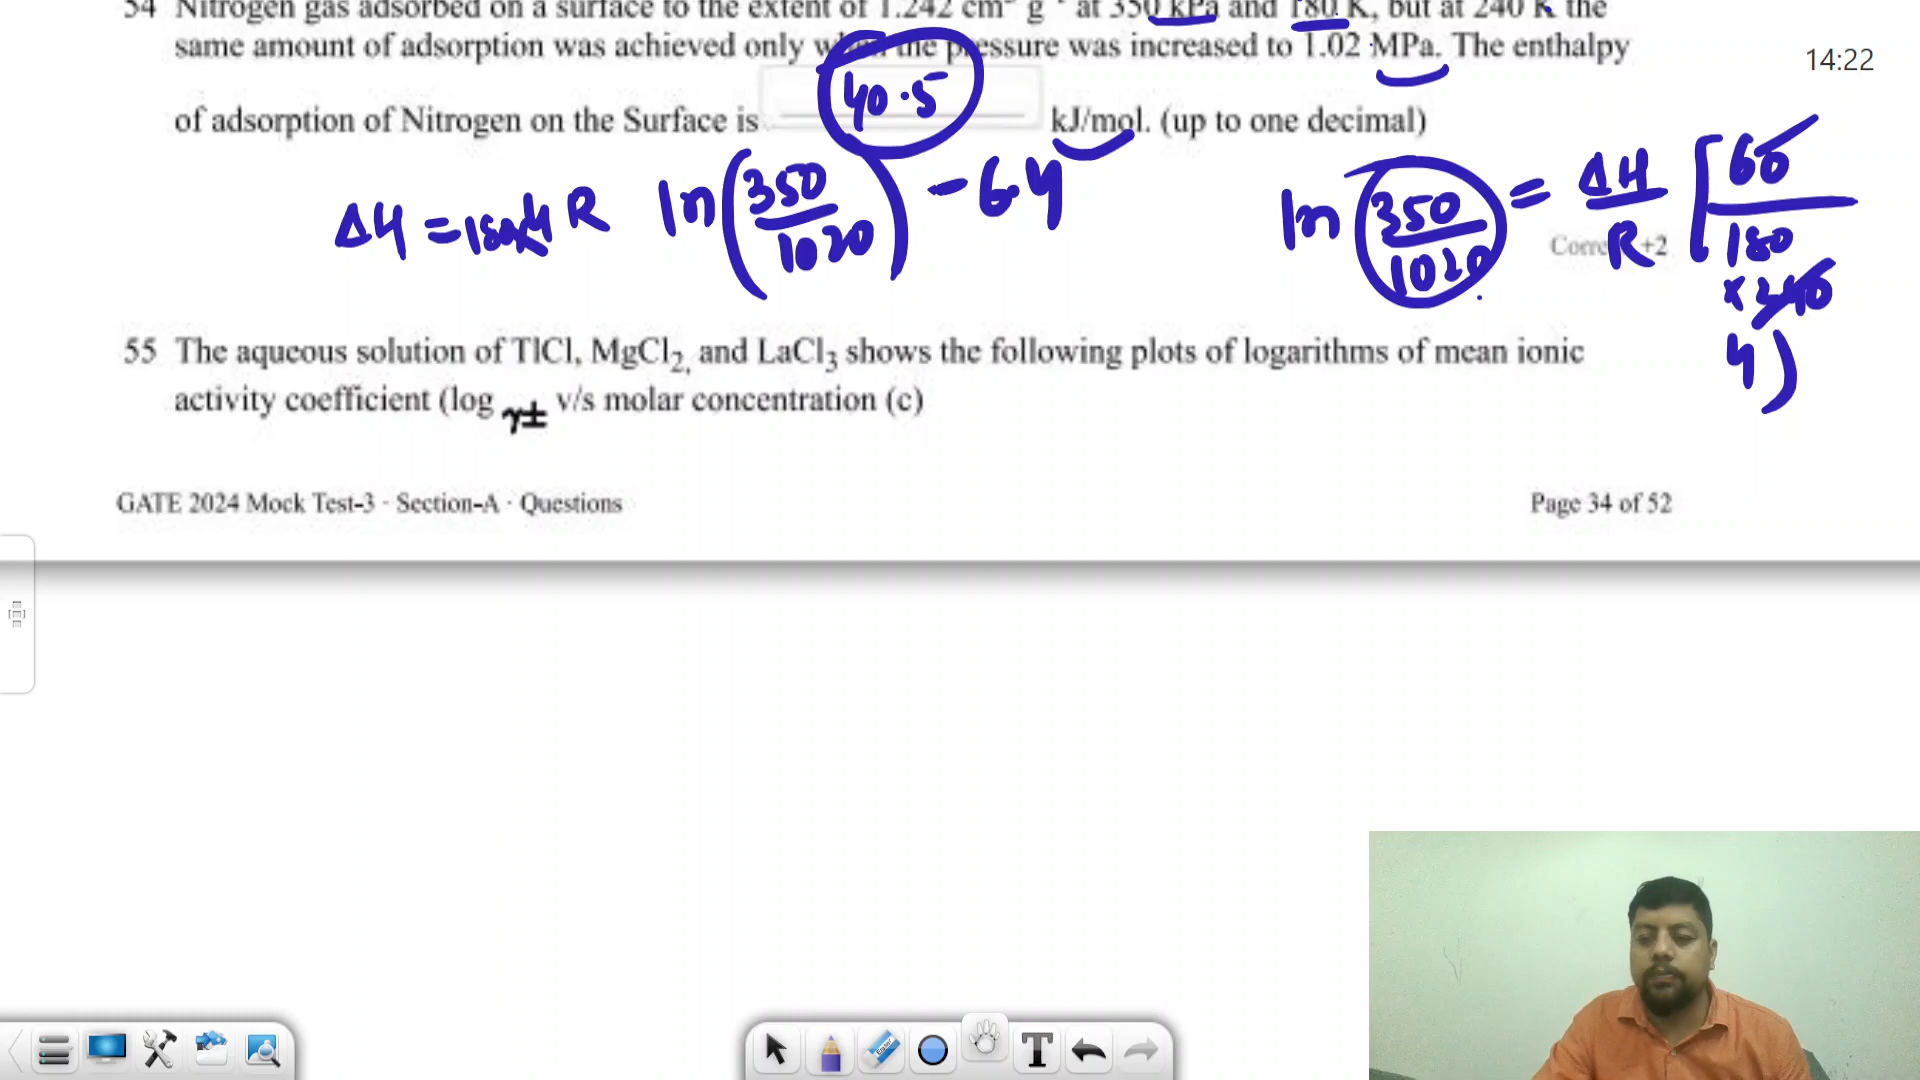 54 Nitrogen gas adsorbed on a surface to the extent of 1.242 cm³ g⁻¹ at 350 kPa and 180 K, but at 240 K the
same amount of adsorption was achieved only when the pressure was increased to 1.02 MPa. The enthalpy
14:22
of adsorption of Nitrogen on the Surface is 40.5 kJ/mol. (up to one decimal)
ΔH = 180x4 R ln(350/1020) -6.4
ln(350/1020) = ΔH/R [60/180 x 240
4)
Corre +2
55 The aqueous solution of TlCl, MgCl₂, and LaCl₃ shows the following plots of logarithms of mean ionic
activity coefficient (log γ± v/s molar concentration (c)
GATE 2024 Mock Test-3 · Section-A · Questions
Page 34 of 52
Eraser
T